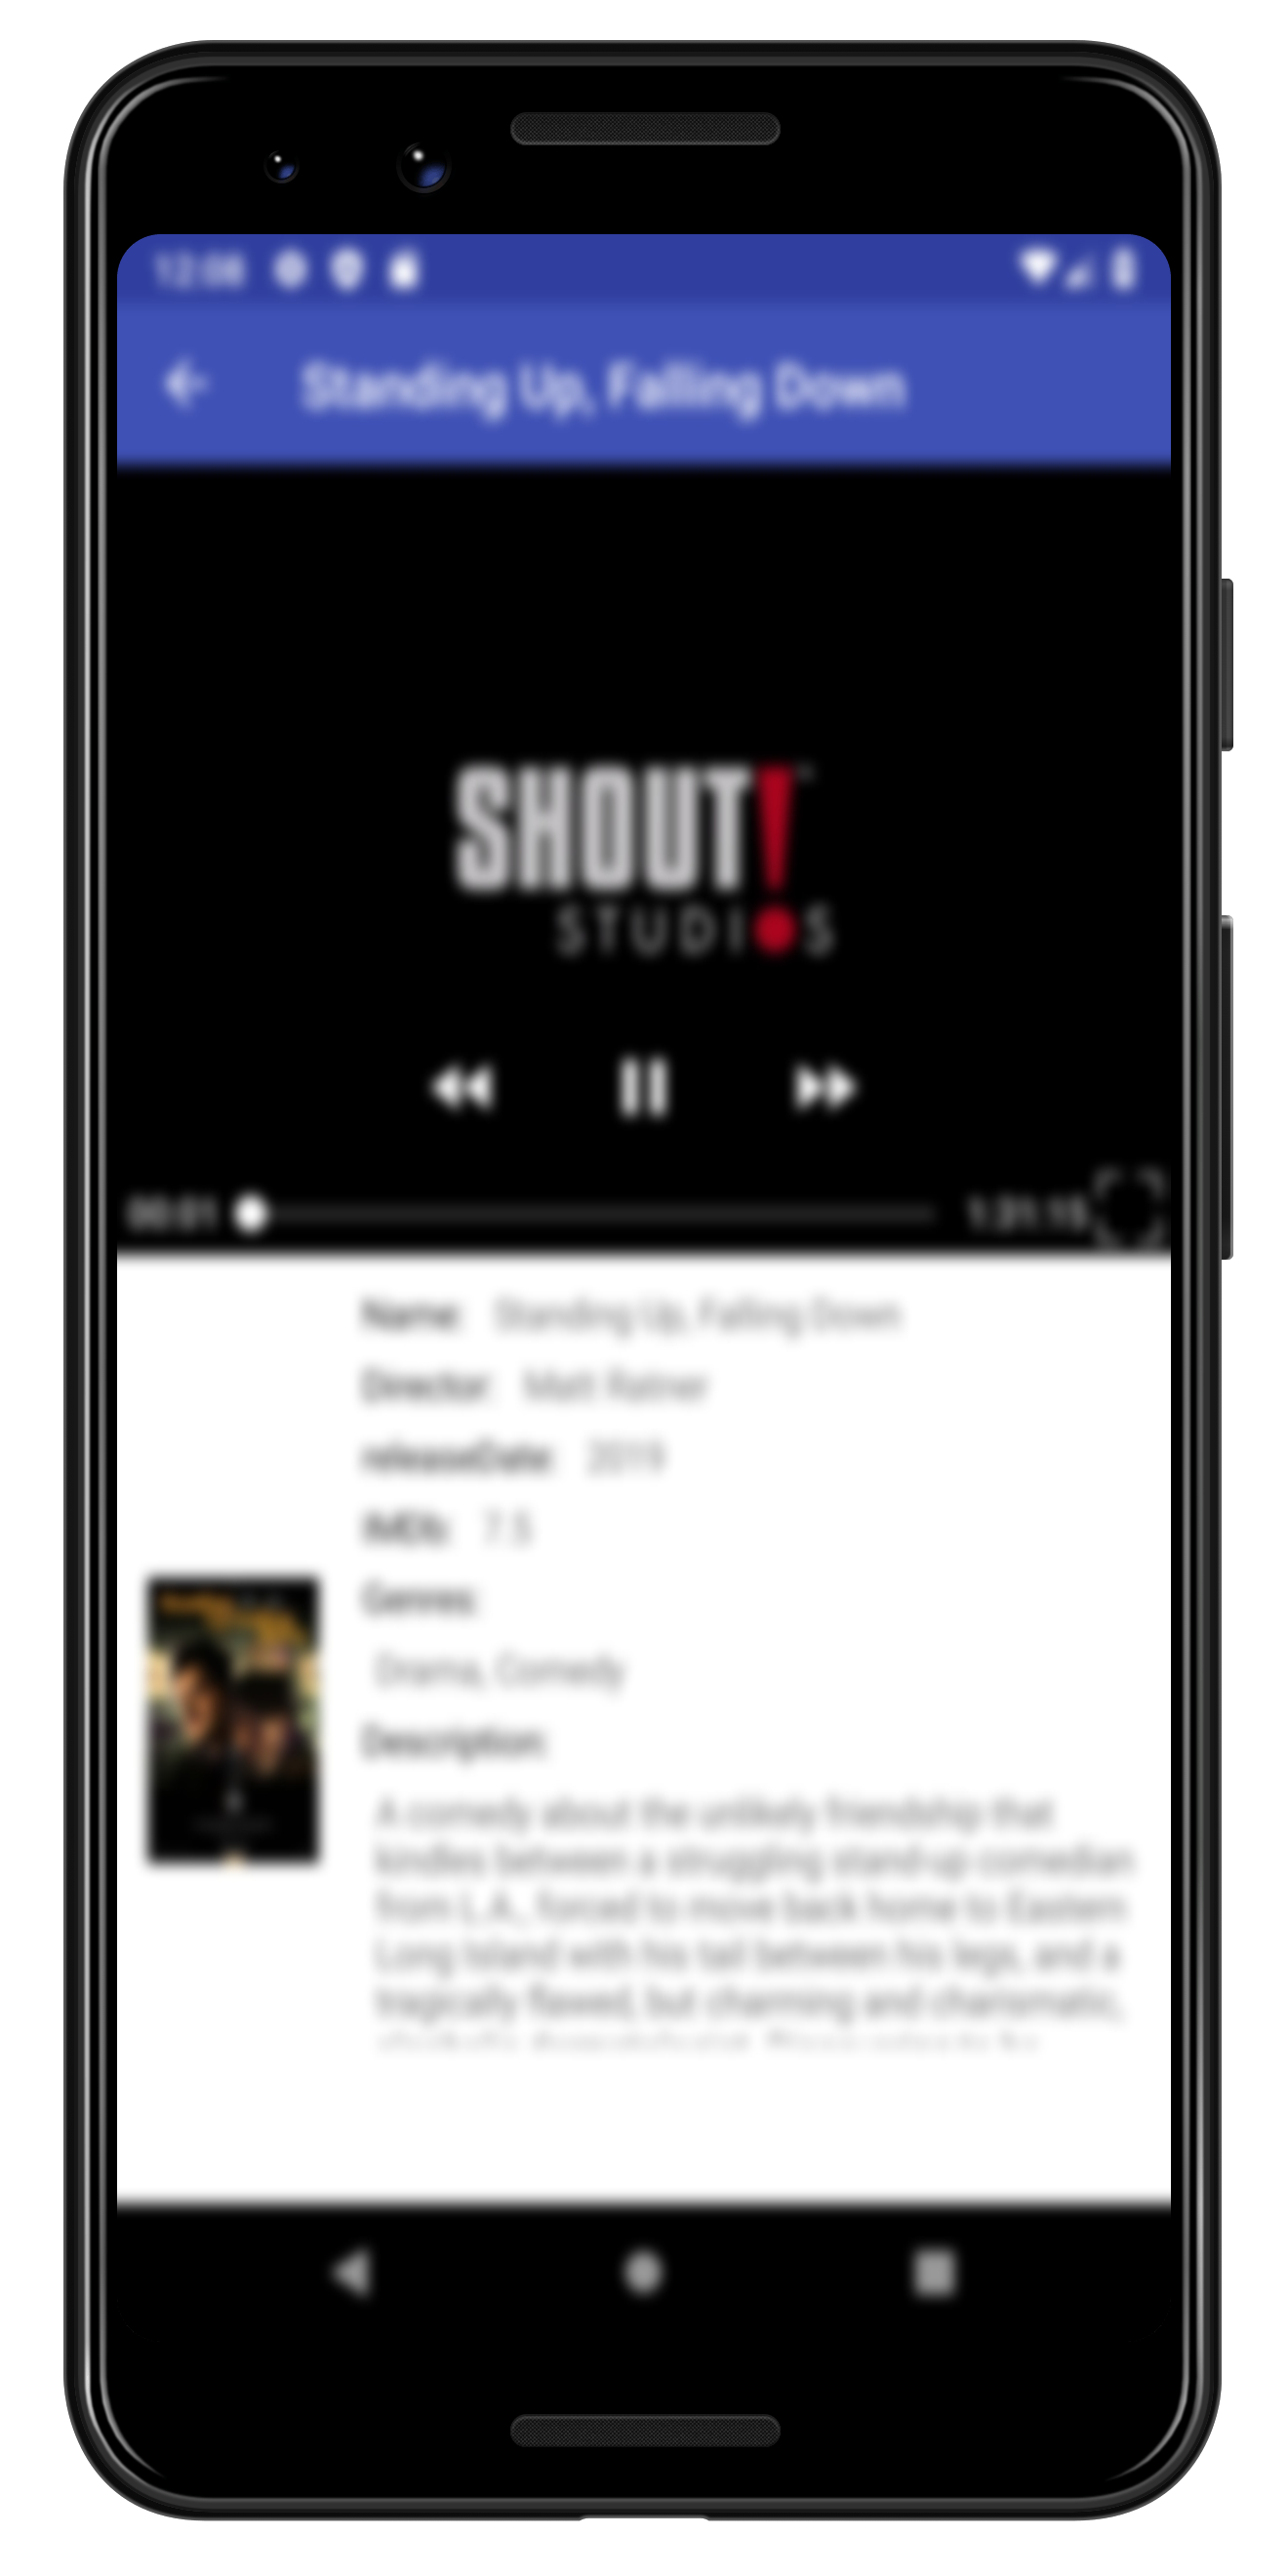 12:08
Standing Up, Falling Down
SHOUT!
STUDIOS
00:01 1:31:15
Name: Standing Up, Falling Down
Director: Matt Ratner
releaseDate: 2019
IMDb: 7.5
Genres:
Drama, Comedy
Description:
A comedy about the unlikely friendship that
kindles between a struggling stand-up comedian
from L.A., forced to move back home to Eastern
Long Island with his tail between his legs, and a
tragically flawed, but charming and charismatic,